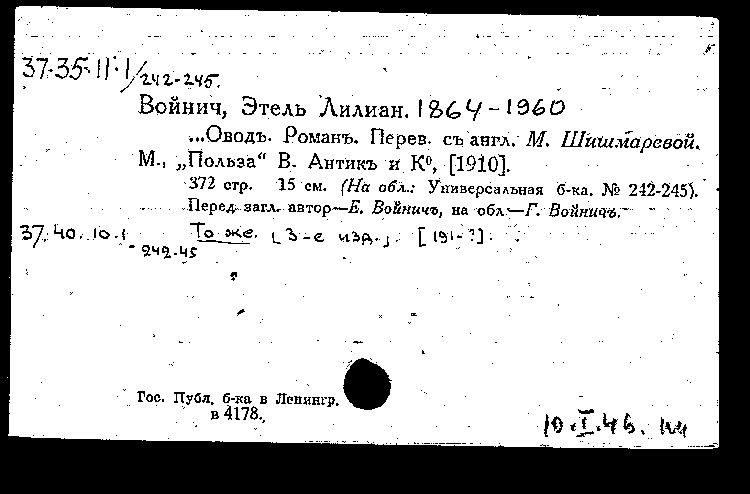 37.35.11.1/242-245.
Войнич, Этель Лилиан. 1864-1960
...Оводъ. Романъ. Перев. съ англ. М. Шишмаревой.
М., „Польза“ В. Антикъ и К⁰, [1910].
372 стр. 15 см. (На обл.: Универсальная б-ка. № 242-245).
Перед загл. автор—Е. Войничъ, на обл.—Г. Войничъ.
37.40.10.1 То же. [3-е изд.,. [191-?].
242-45
Гос. Публ. б-ка в Ленингр.
в 4178.
10.I.46.